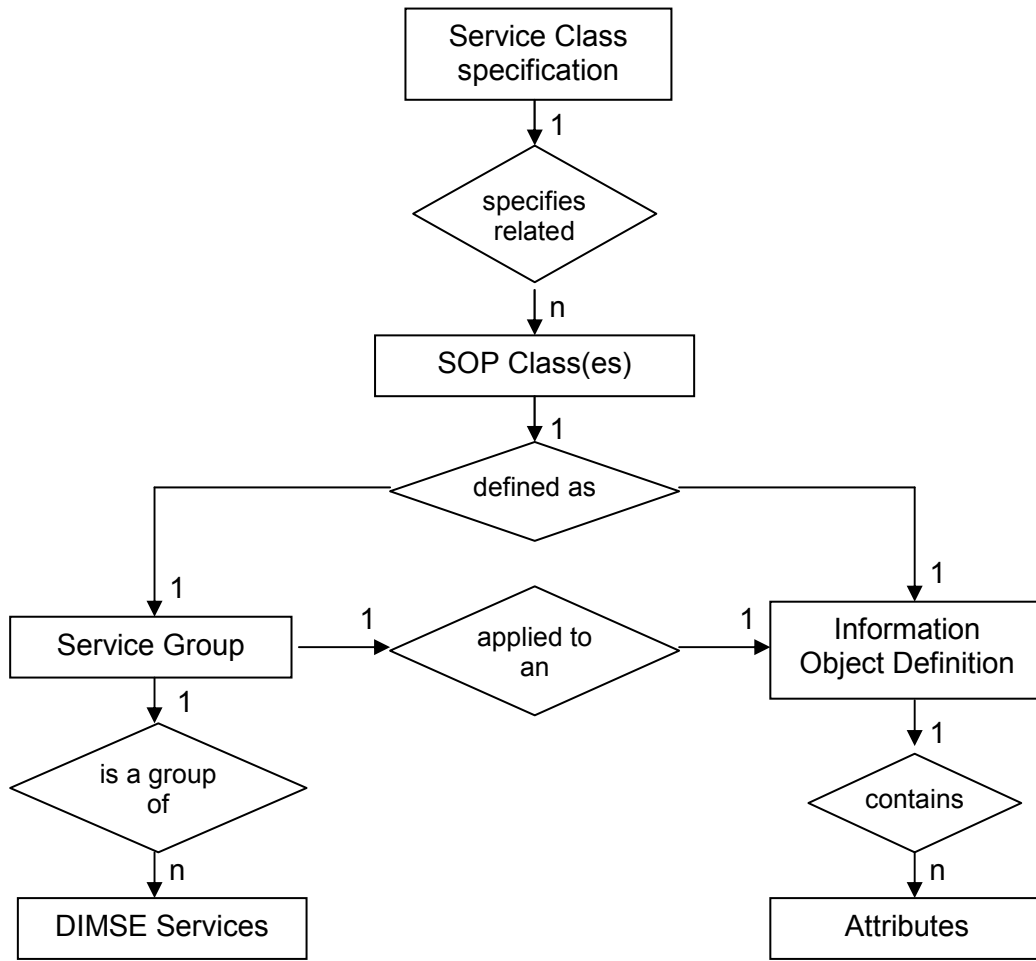 Service Class
specification
1
specifies
related
n
SOP Class(es)
1
defined as
1
1
Service Group
1
applied to
an
1
Information
Object Definition
1
1
is a group
of
contains
n
n
DIMSE Services
Attributes